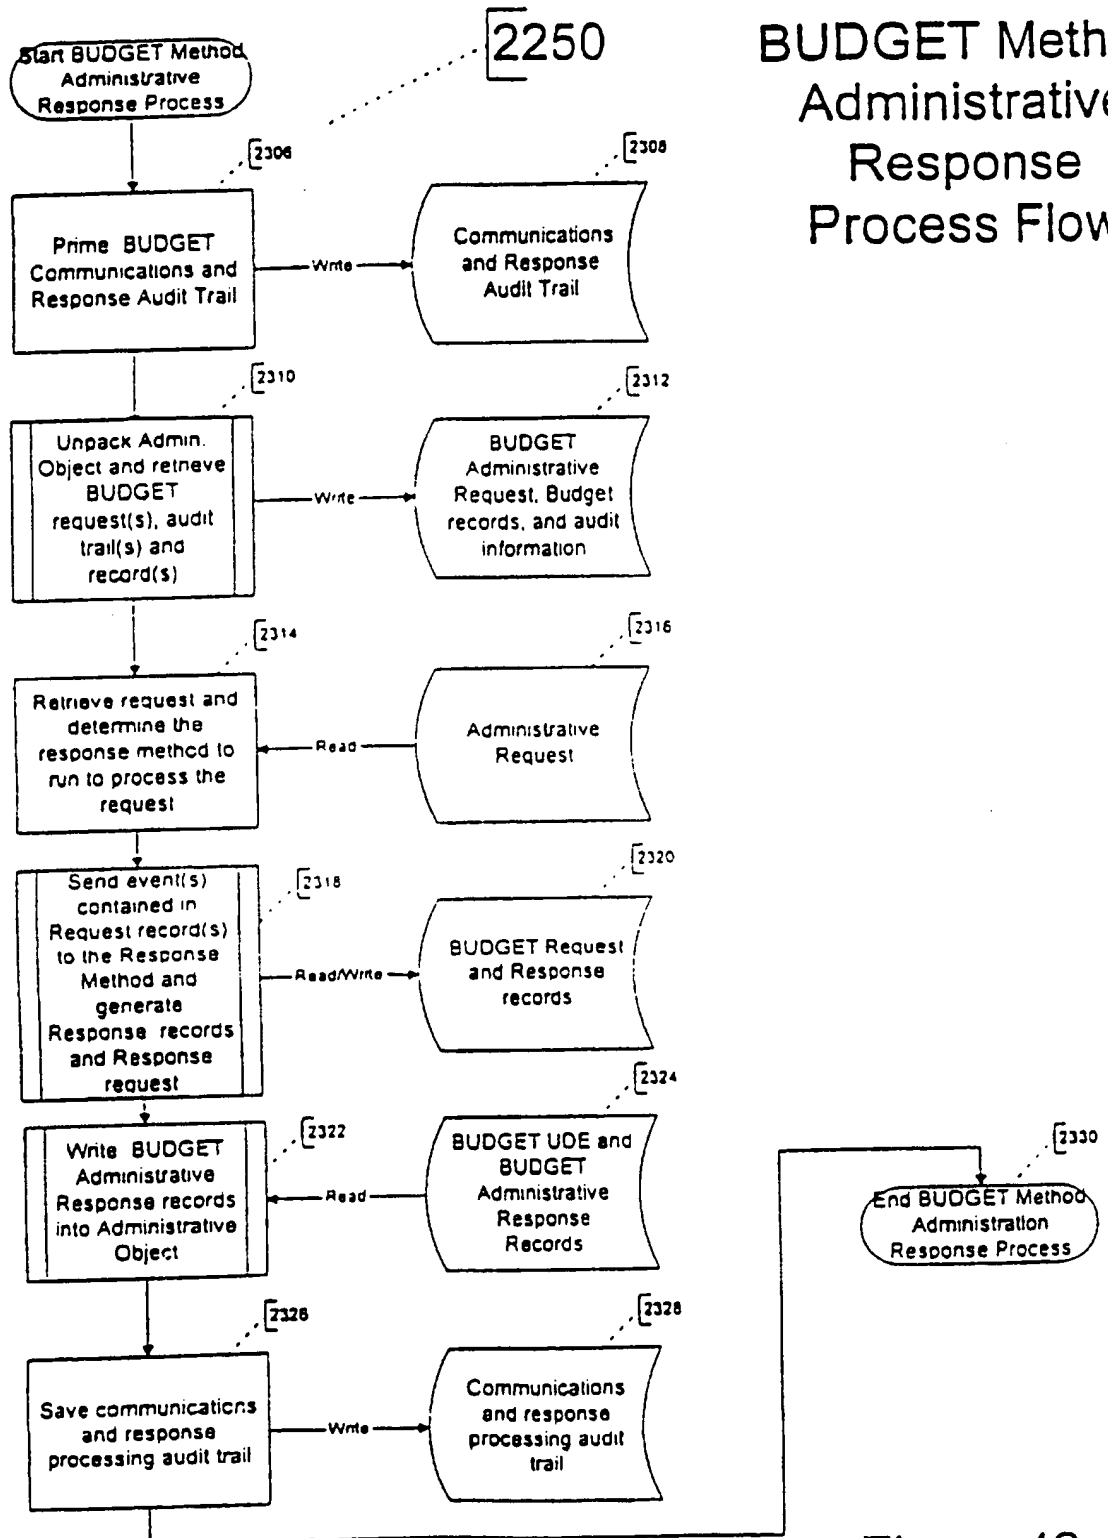 2250
BUDGET Meth
Administrative
Response
Process Flow
Start BUDGET Method
Administrative
Response Process
2306
Prime BUDGET
Communications and
Response Audit Trail
Write
2308
Communications
and Response
Audit Trail
2310
Unpack Admin.
Object and retrieve
BUDGET
request(s), audit
trail(s) and
record(s)
Write
2312
BUDGET
Administrative
Request, Budget
records, and audit
information
2314
Retrieve request and
determine the
response method to
run to process the
request
Read
2316
Administrative
Request
2318
Send event(s)
contained in
Request record(s)
to the Response
Method and
generate
Response records
and Response
request
Read/Write
2320
BUDGET Request
and Response
records
2322
Write BUDGET
Administrative
Response records
into Administrative
Object
Read
2324
BUDGET UDE and
BUDGET
Administrative
Response
Records
2326
Save communications
and response
processing audit trail
Write
2328
Communications
and response
processing audit
trail
2330
End BUDGET Method
Administration
Response Process